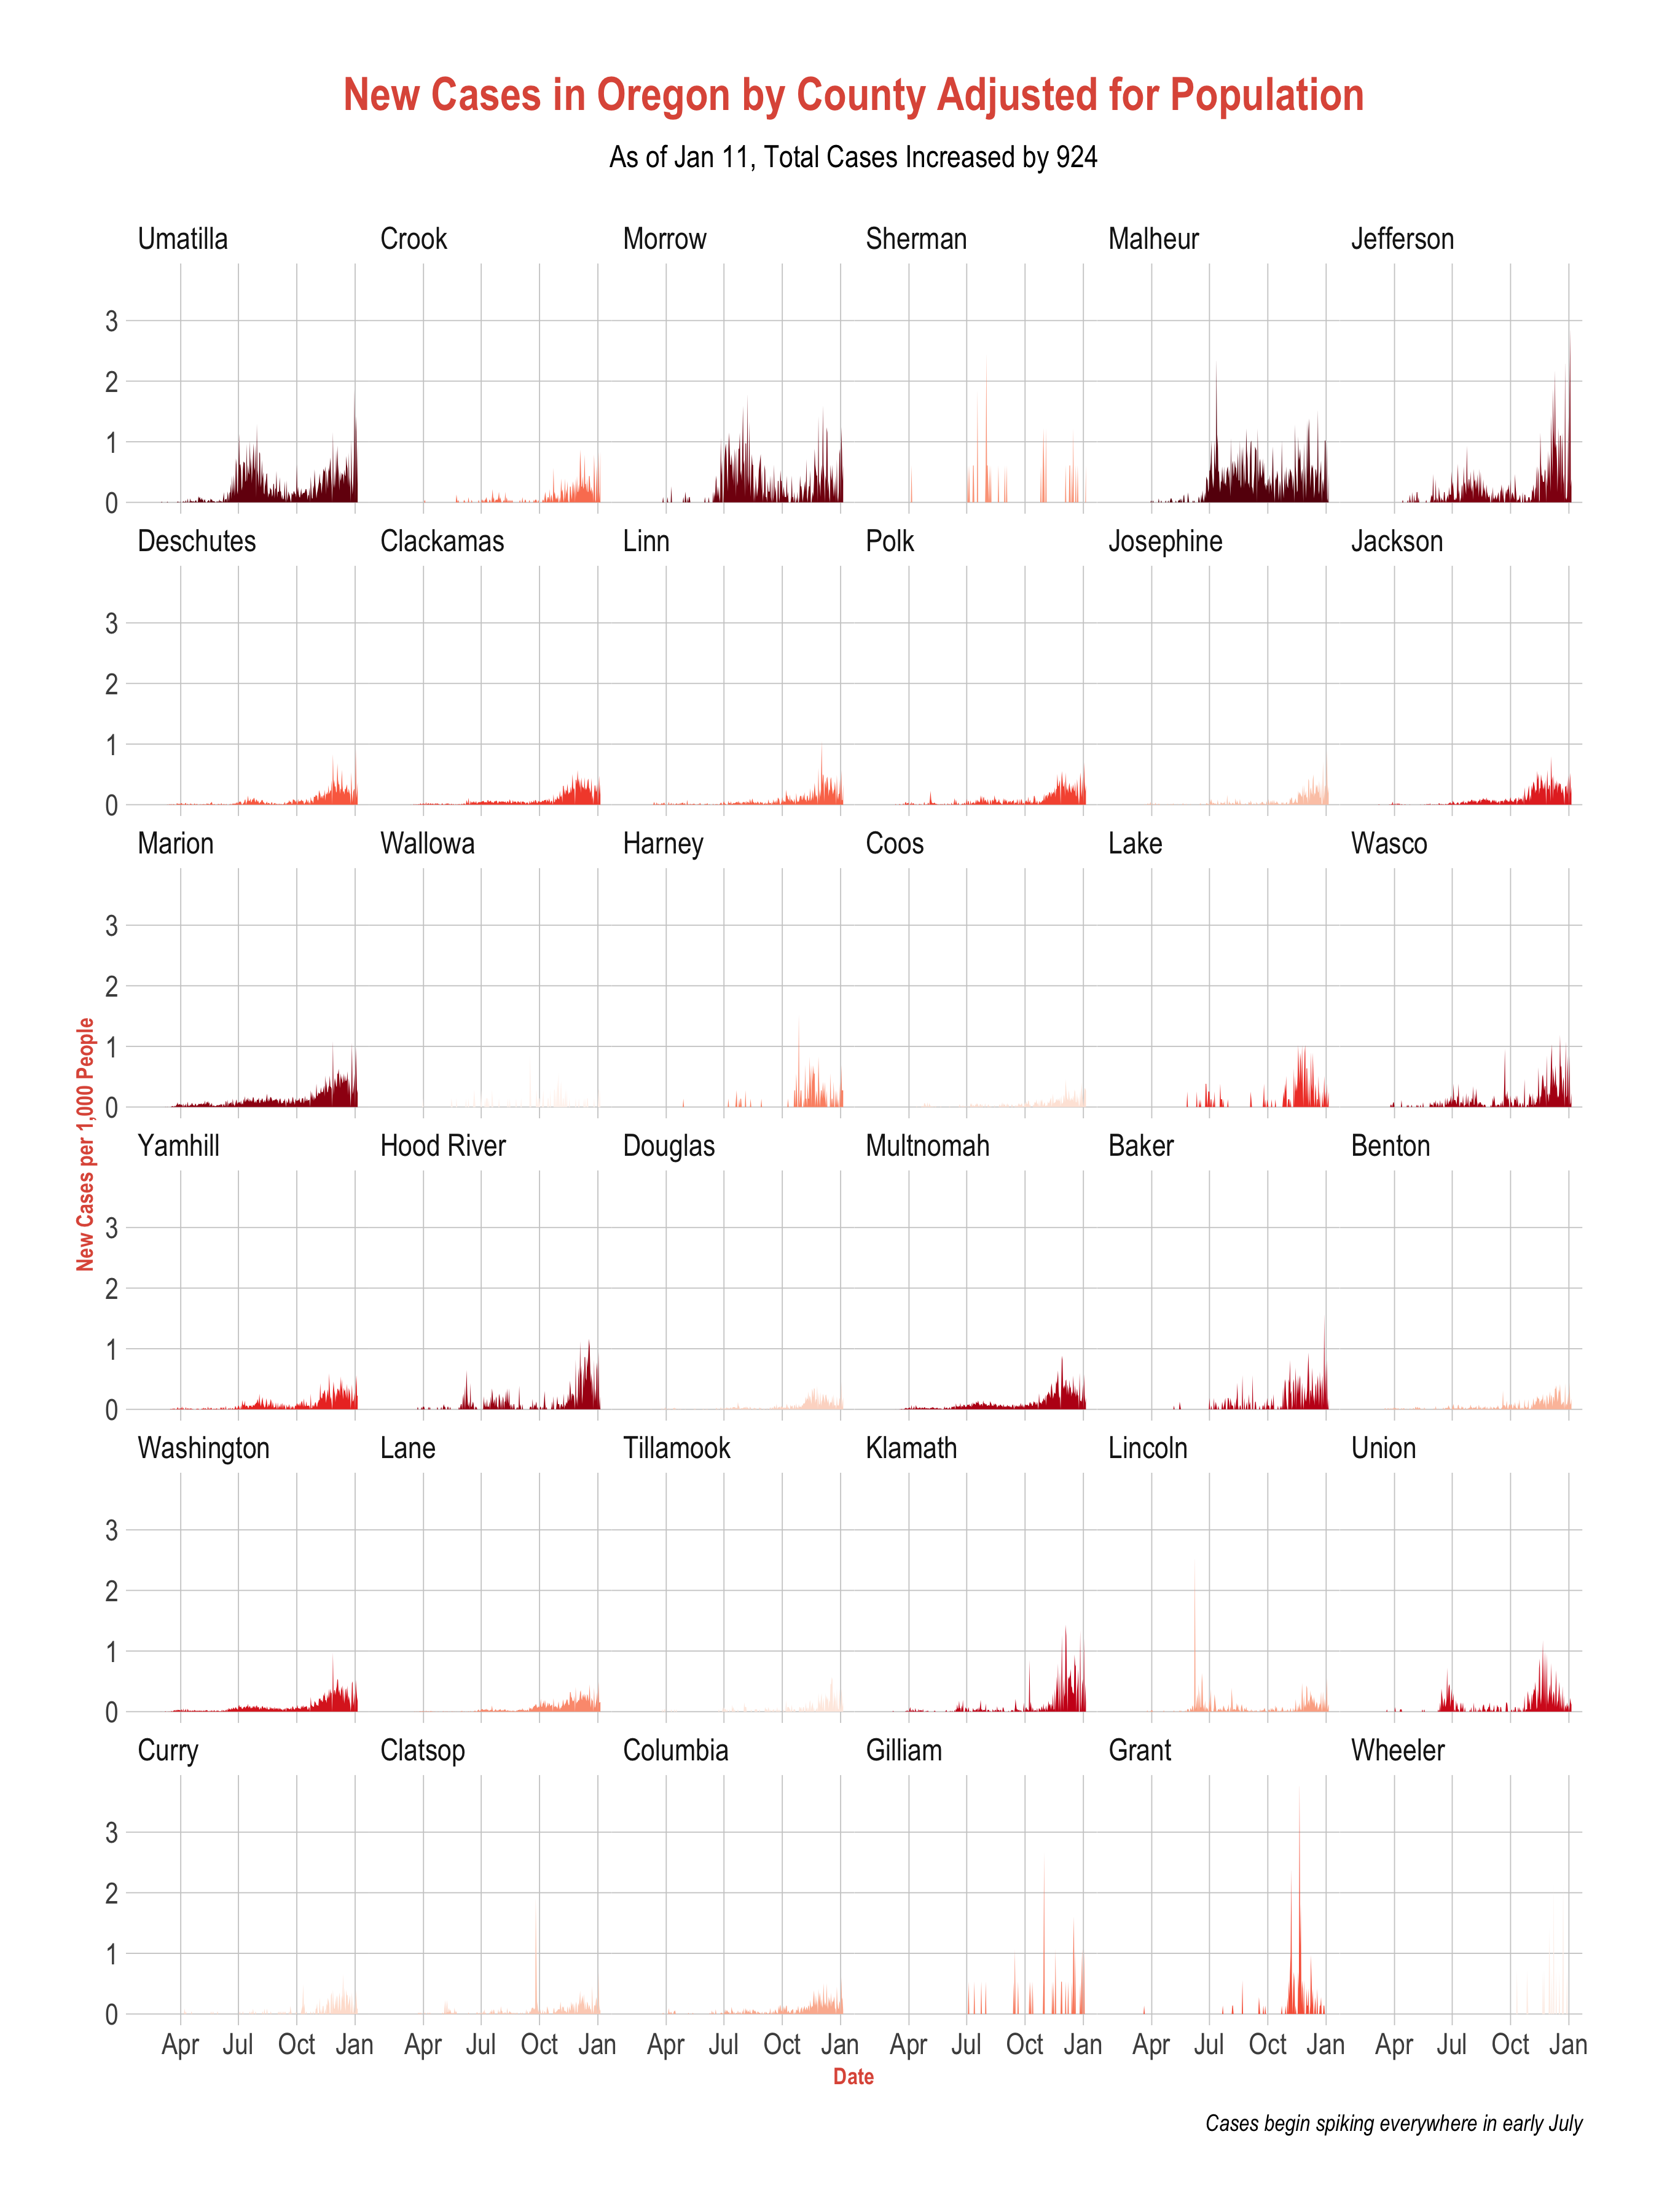 New Cases in Oregon by County Adjusted for Population
As of Jan 11, Total Cases Increased by 924
Umatilla Crook Morrow Sherman Malheur Jefferson
3
2
1
0
Deschutes Clackamas Linn Polk Josephine Jackson
3
2
1
0
Marion Wallowa Harney Coos Lake Wasco
3
2
1
0
New Cases per 1,000 People
Yamhill Hood River Douglas Multnomah Baker Benton
3
2
1
0
Washington Lane Tillamook Klamath Lincoln Union
3
2
1
0
Curry Clatsop Columbia Gilliam Grant Wheeler
3
2
1
0
Apr Jul Oct Jan Apr Jul Oct Jan Apr Jul Oct Jan Apr Jul Oct Jan Apr Jul Oct Jan Apr Jul Oct Jan
Date
Cases begin spiking everywhere in early July